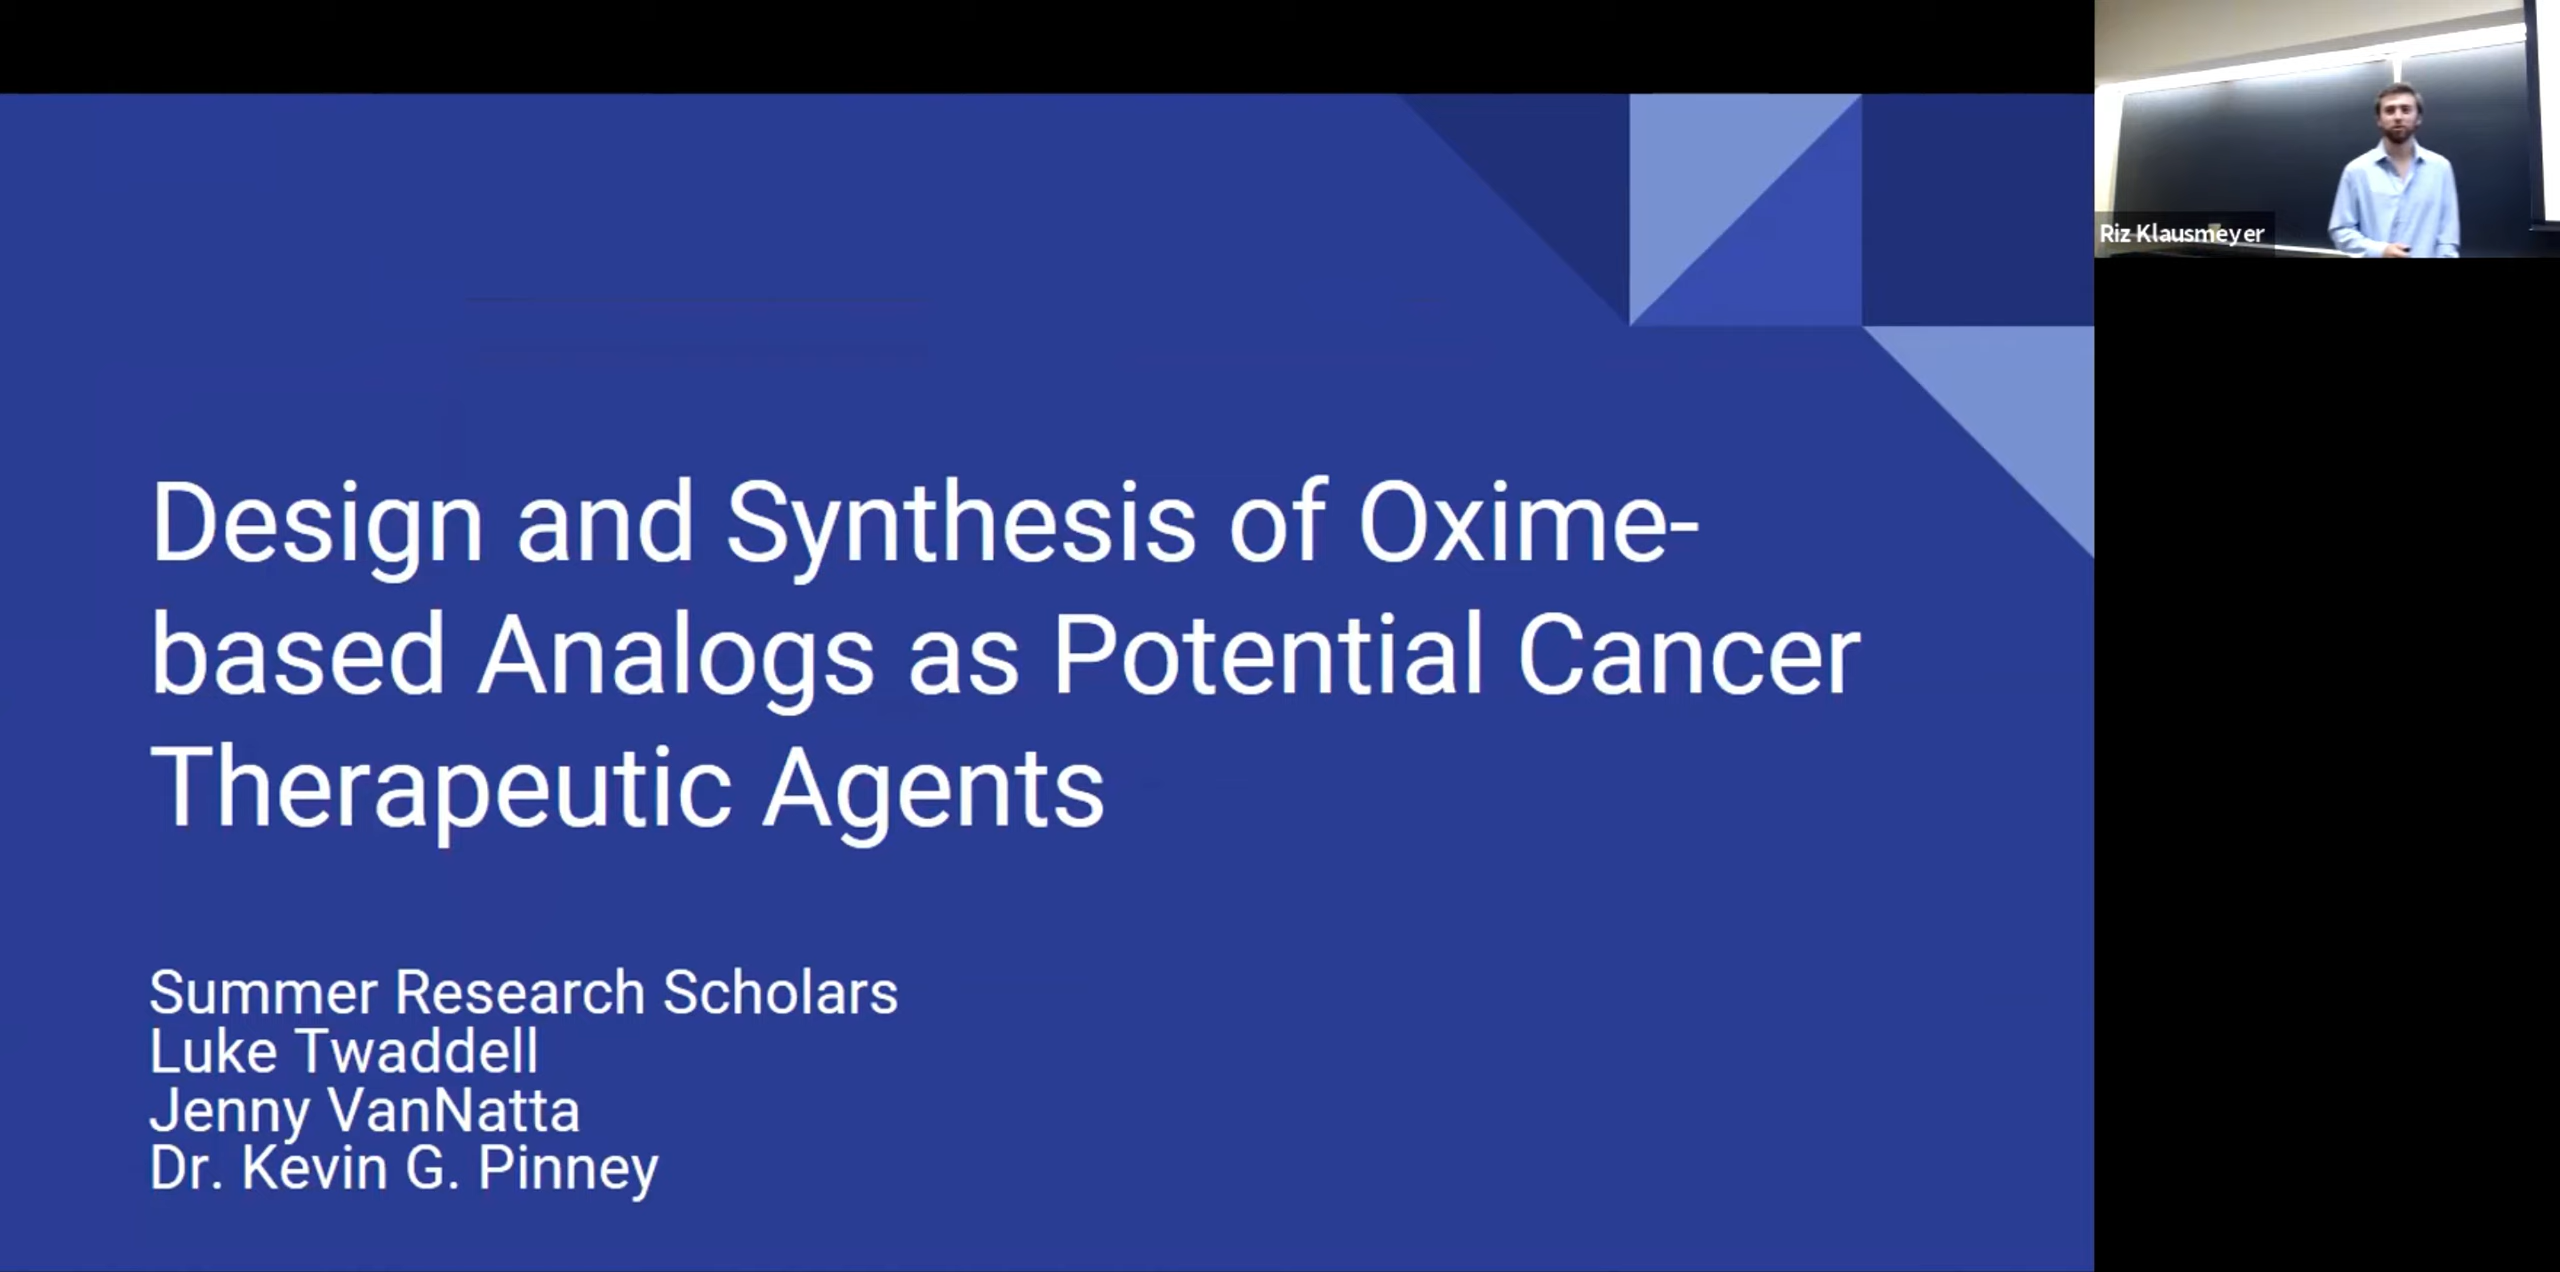 Design and Synthesis of Oxime-
based Analogs as Potential Cancer
Therapeutic Agents
Summer Research Scholars
Luke Twaddell
Jenny VanNatta
Dr. Kevin G. Pinney
Riz Klausmeyer